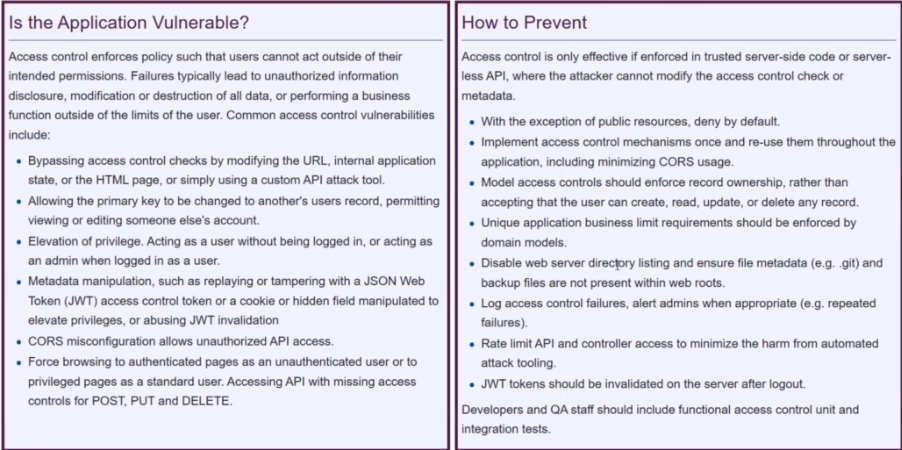 Is the Application Vulnerable?
Access control enforces policy such that users cannot act outside of their
intended permissions. Failures typically lead to unauthorized information
disclosure, modification or destruction of all data, or performing a business
function outside of the limits of the user. Common access control vulnerabilities
include:
• Bypassing access control checks by modifying the URL, internal application
state, or the HTML page, or simply using a custom API attack tool.
• Allowing the primary key to be changed to another's users record, permitting
viewing or editing someone else's account.
• Elevation of privilege. Acting as a user without being logged in, or acting as
an admin when logged in as a user.
• Metadata manipulation, such as replaying or tampering with a JSON Web
Token (JWT) access control token or a cookie or hidden field manipulated to
elevate privileges, or abusing JWT invalidation
• CORS misconfiguration allows unauthorized API access.
• Force browsing to authenticated pages as an unauthenticated user or to
privileged pages as a standard user. Accessing API with missing access
controls for POST, PUT and DELETE.
How to Prevent
Access control is only effective if enforced in trusted server-side code or server-
less API, where the attacker cannot modify the access control check or
metadata.
• With the exception of public resources, deny by default.
• Implement access control mechanisms once and re-use them throughout the
application, including minimizing CORS usage.
• Model access controls should enforce record ownership, rather than
accepting that the user can create, read, update, or delete any record.
• Unique application business limit requirements should be enforced by
domain models.
• Disable web server directory listing and ensure file metadata (e.g. .git) and
backup files are not present within web roots.
• Log access control failures, alert admins when appropriate (e.g. repeated
failures).
• Rate limit API and controller access to minimize the harm from automated
attack tooling.
• JWT tokens should be invalidated on the server after logout.
Developers and QA staff should include functional access control unit and
integration tests.